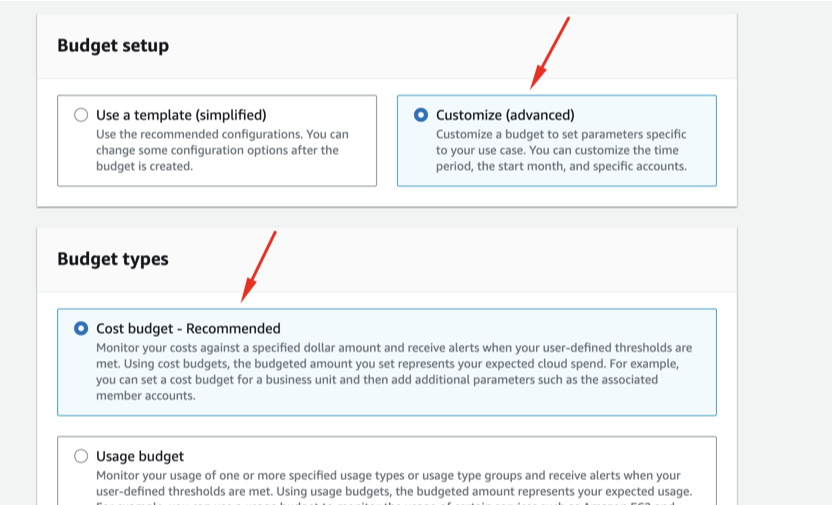 Budget setup
Use a template (simplified)
Use the recommended configurations. You can
change some configuration options after the
budget is created.
Customize (advanced)
Customize a budget to set parameters specific
to your use case. You can customize the time
period, the start month, and specific accounts.
Budget types
Cost budget - Recommended
Monitor your costs against a specified dollar amount and receive alerts when your user-defined thresholds are
met. Using cost budgets, the budgeted amount you set represents your expected cloud spend. For example,
you can set a cost budget for a business unit and then add additional parameters such as the associated
member accounts.
Usage budget
Monitor your usage of one or more specified usage types or usage type groups and receive alerts when your
user-defined thresholds are met. Using usage budgets, the budgeted amount represents your expected usage.